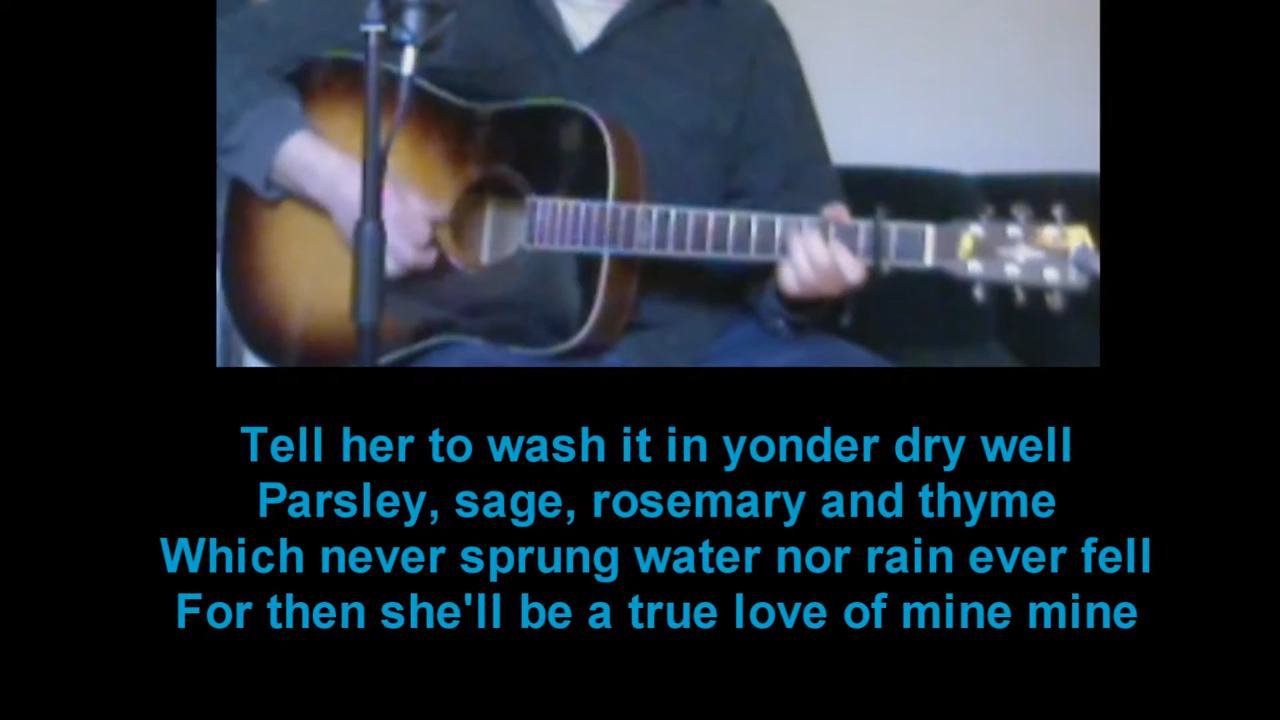 Tell her to wash it in yonder dry well
Parsley, sage, rosemary and thyme
Which never sprung water nor rain ever fell
For then she'll be a true love of mine mine